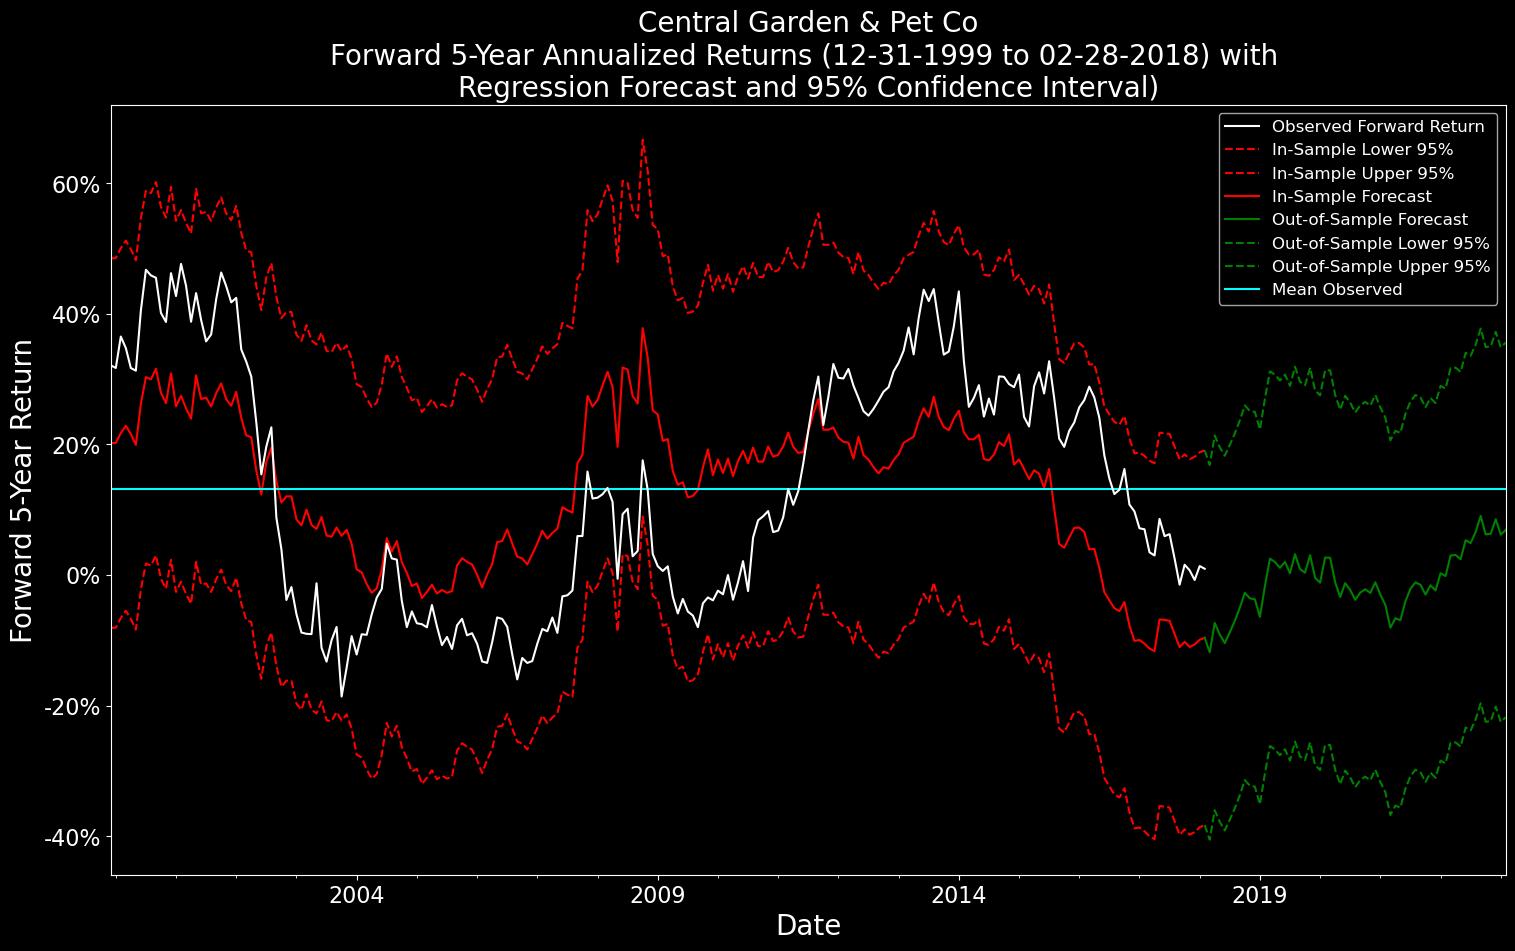 Central Garden & Pet Co
Forward 5-Year Annualized Returns (12-31-1999 to 02-28-2018) with
Regression Forecast and 95% Confidence Interval)
Observed Forward Return
In-Sample Lower 95%
In-Sample Upper 95%
In-Sample Forecast
Out-of-Sample Forecast
Out-of-Sample Lower 95%
Out-of-Sample Upper 95%
Mean Observed
Forward 5-Year Return
60%
40%
20%
0%
-20%
-40%
2004 2009 2014 2019
Date